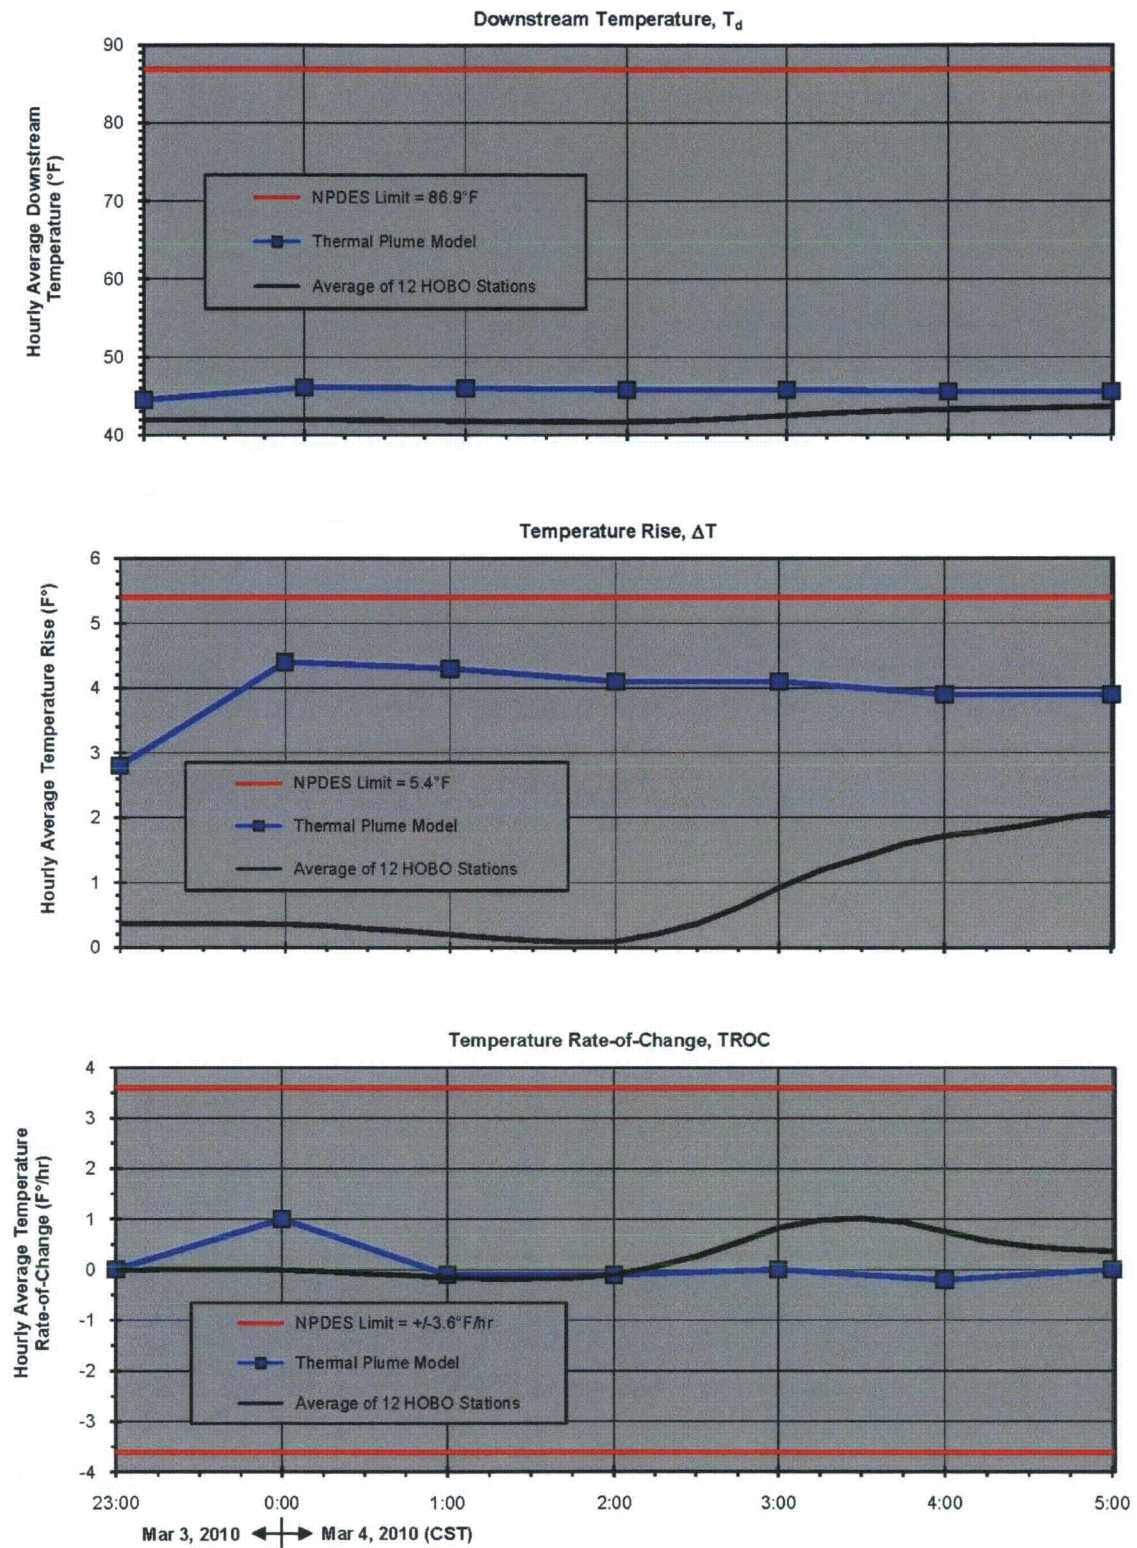 Downstream Temperature, Td
Hourly Average Downstream
Temperature (°F)
90
80
70
60
50
40
NPDES Limit = 86.9°F
Thermal Plume Model
Average of 12 HOBO Stations
Temperature Rise, ΔT
Hourly Average Temperature Rise (F°)
6
5
4
3
2
1
0
NPDES Limit = 5.4°F
Thermal Plume Model
Average of 12 HOBO Stations
Temperature Rate-of-Change, TROC
Hourly Average Temperature
Rate-of-Change (F°/hr)
4
3
2
1
0
-1
-2
-3
-4
NPDES Limit = +/-3.6°F/hr
Thermal Plume Model
Average of 12 HOBO Stations
23:00 0:00 1:00 2:00 3:00 4:00 5:00
Mar 3, 2010 Mar 4, 2010 (CST)